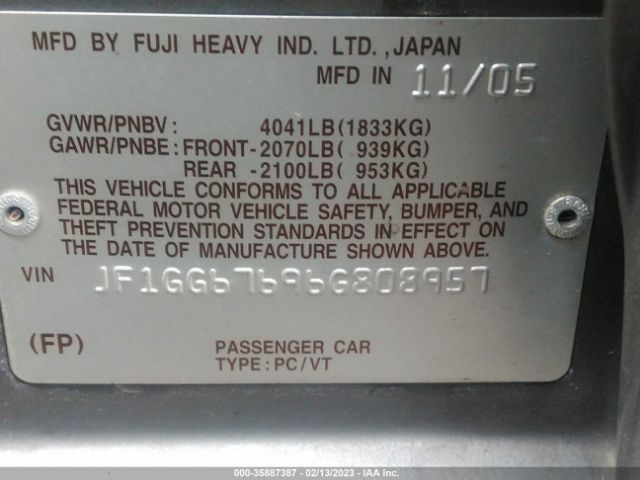 MFD BY FUJI HEAVY IND. LTD., JAPAN
MFD IN 11/05
GVWR/PNBV: 4041LB(1833KG)
GAWR/PNBE: FRONT-2070LB( 939KG)
REAR -2100LB( 953KG)
THIS VEHICLE CONFORMS TO ALL APPLICABLE
FEDERAL MOTOR VEHICLE SAFETY, BUMPER, AND
THEFT PREVENTION STANDARDS IN EFFECT ON
THE DATE OF MANUFACTURE SHOWN ABOVE.
VIN JF1GG67696G808957
(FP) PASSENGER CAR
TYPE: PC/VT
000-35887387 - 02/13/2023 - IAA Inc.